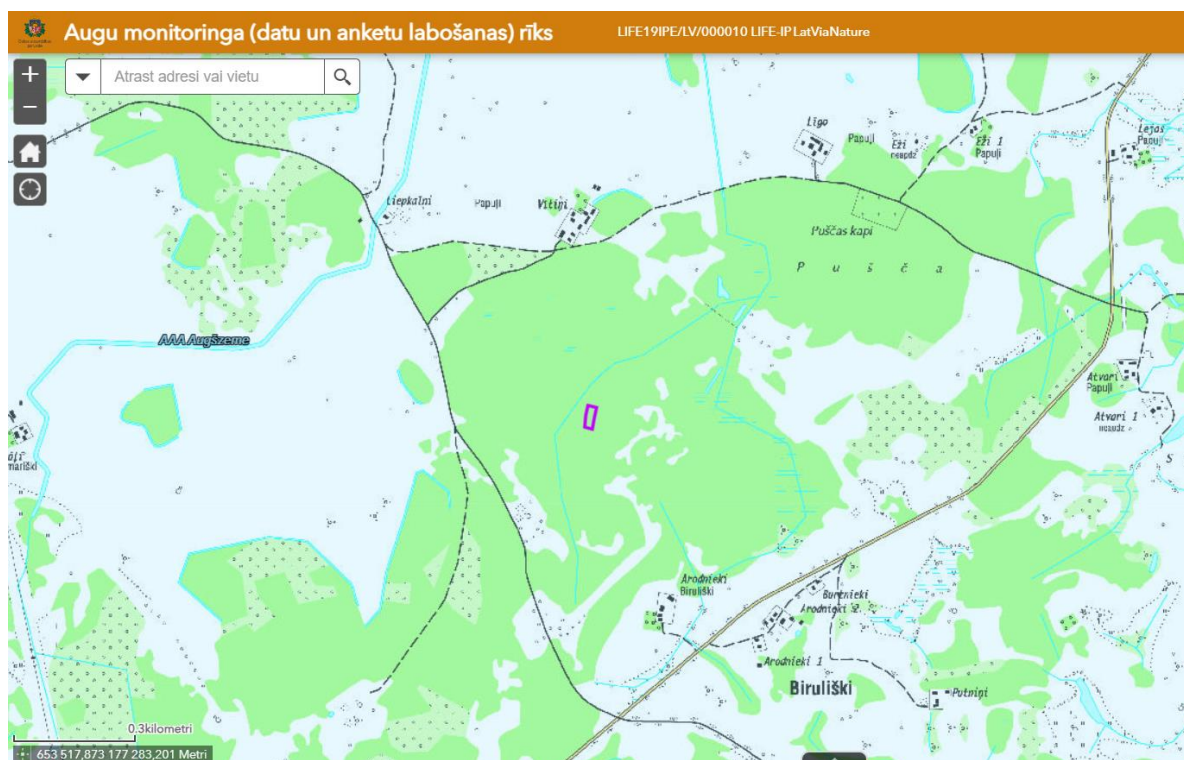 Augu monitoringa (datu un anketu labošanas) rīks
LIFE19IPE/LV/000010 LIFE-IP LatViaNature
+
Atrast adresi vai vietu
−
Līgo
Papuļi
Eži
neapdz
Eži 1
Papuļi
Lejas
Papuļi
Liepkalni
Papuļi
Vītiņi
Puščas kapi
P u š č a
AAA Augšzeme
Atvari
Papuļi
Atvari 1
neapdz
S
Arodnieki
Biruliški
Burtnieki
Arodnieki 2
Arodnieki 1
Biruliški
Putniņi
0.3kilometri
653 517,873 177 283,201 Metri